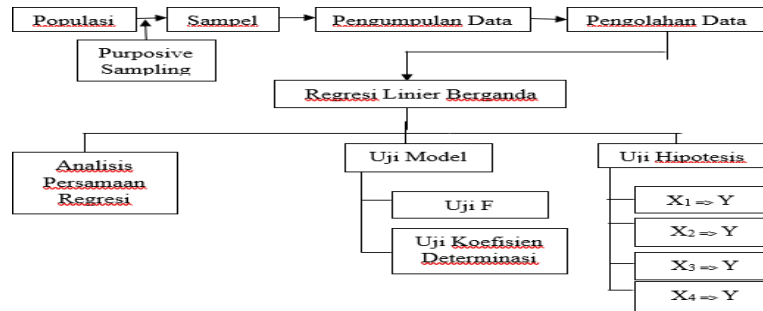 Populasi
Sampel
Pengumpulan Data
Pengolahan Data
Purposive
Sampling
Regresi Linier Berganda
Analisis
Persamaan
Regresi
Uji Model
Uji Hipotesis
Uji F
Uji Koefisien
Determinasi
X₁ => Y
X₂ => Y
X₃ => Y
X₄ => Y